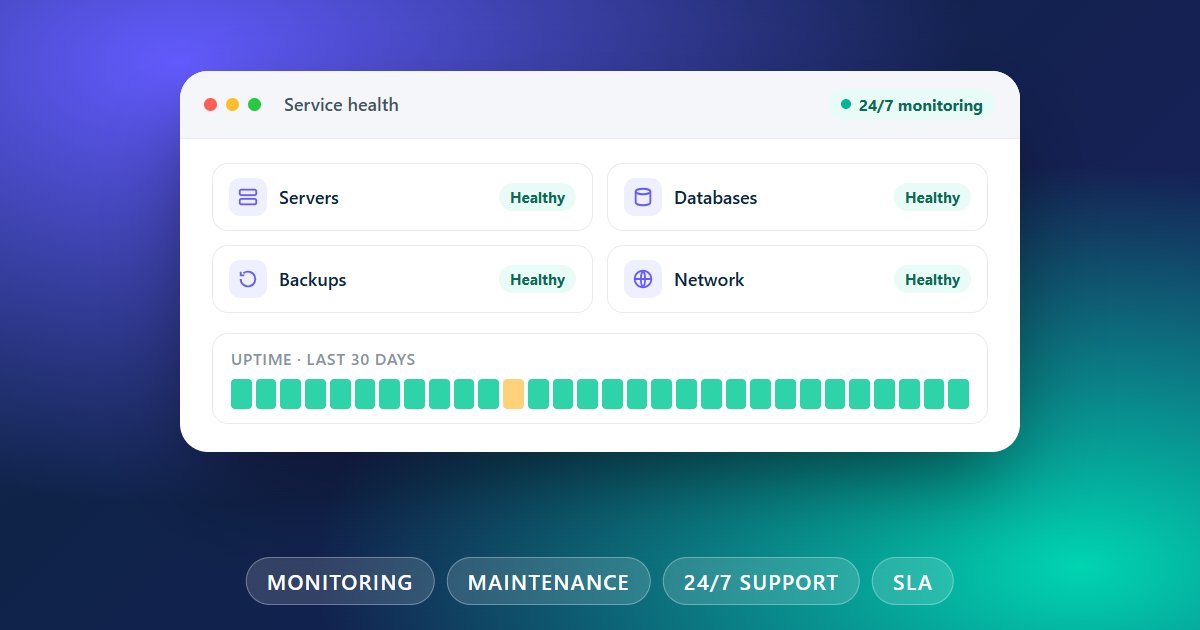 Service health
24/7 monitoring
Servers
Healthy
Databases
Healthy
Backups
Healthy
Network
Healthy
UPTIME · LAST 30 DAYS
MONITORING
MAINTENANCE
24/7 SUPPORT
SLA